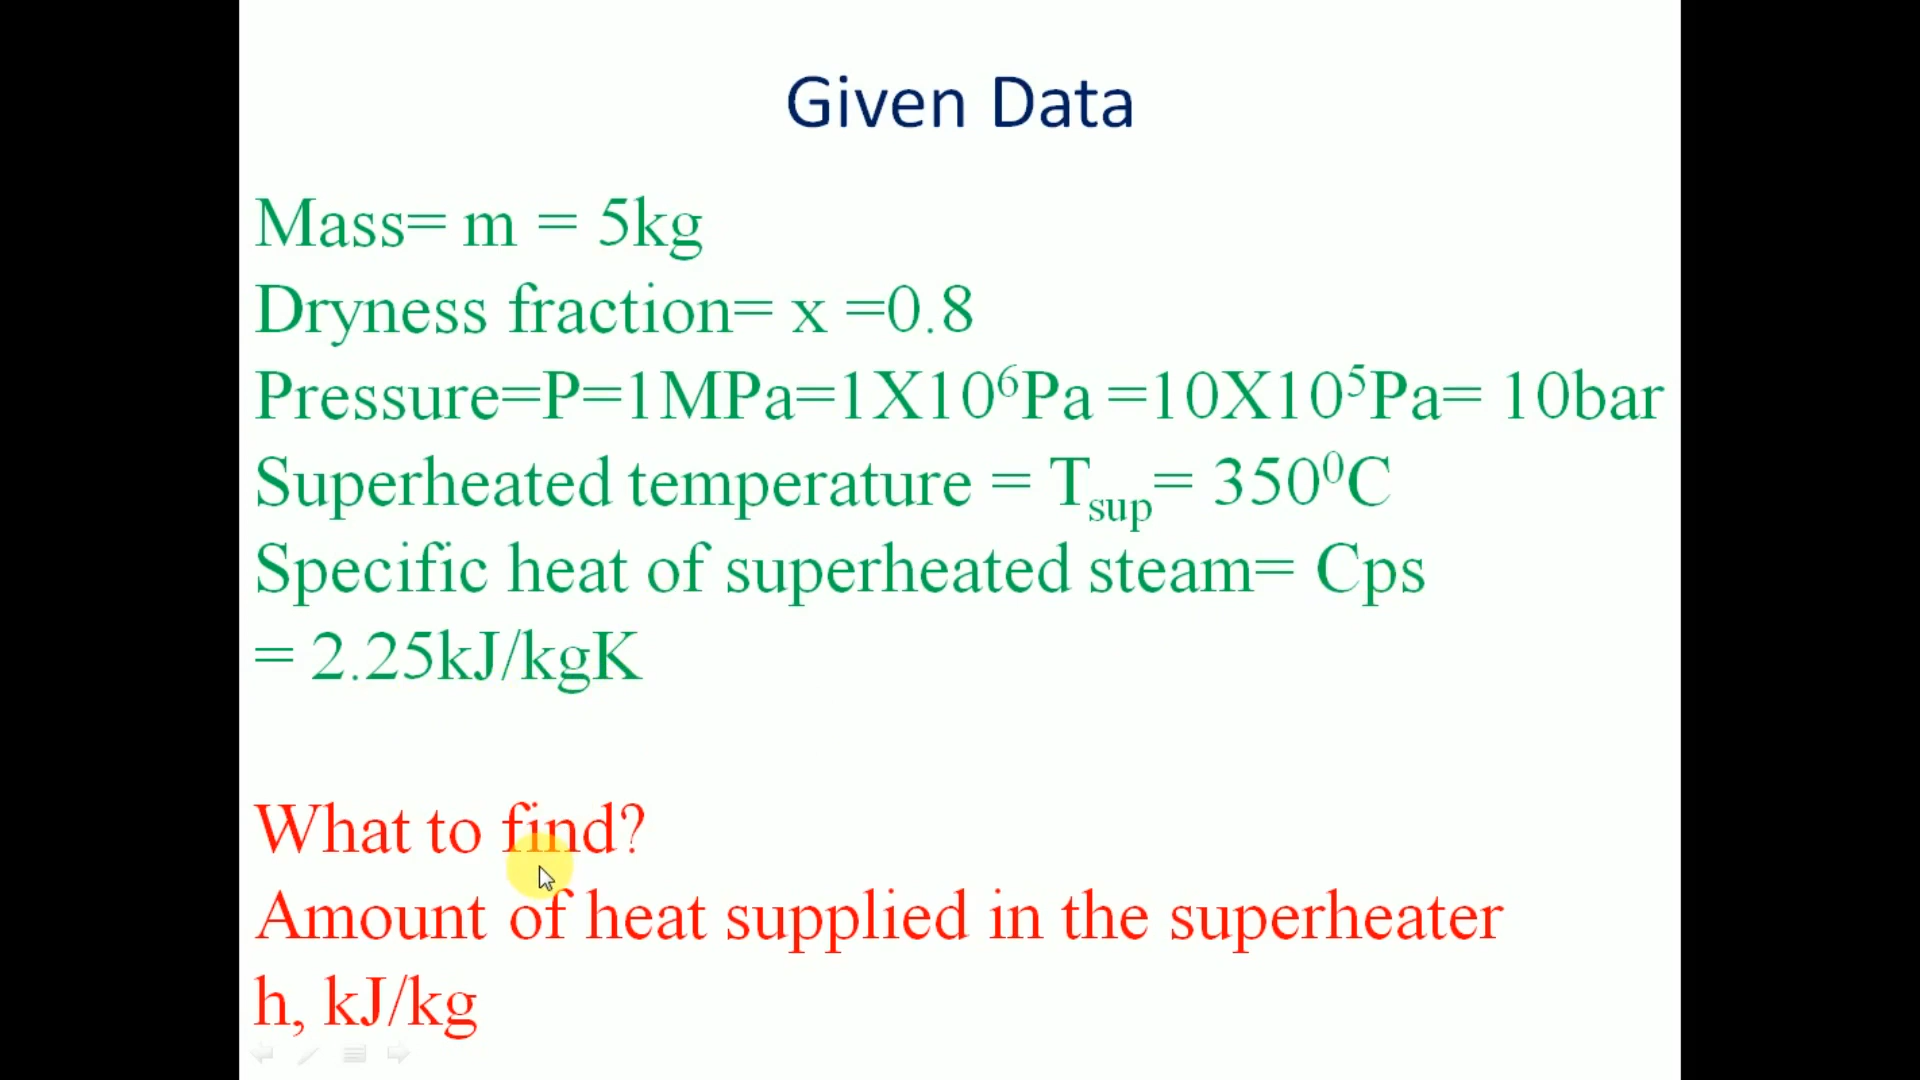 Given Data
Mass= m = 5kg
Dryness fraction= x =0.8
Pressure=P=1MPa=1X10⁶Pa =10X10⁵Pa= 10bar
Superheated temperature = Tsup= 350⁰C
Specific heat of superheated steam= Cps
= 2.25kJ/kgK
What to find?
Amount of heat supplied in the superheater
h, kJ/kg